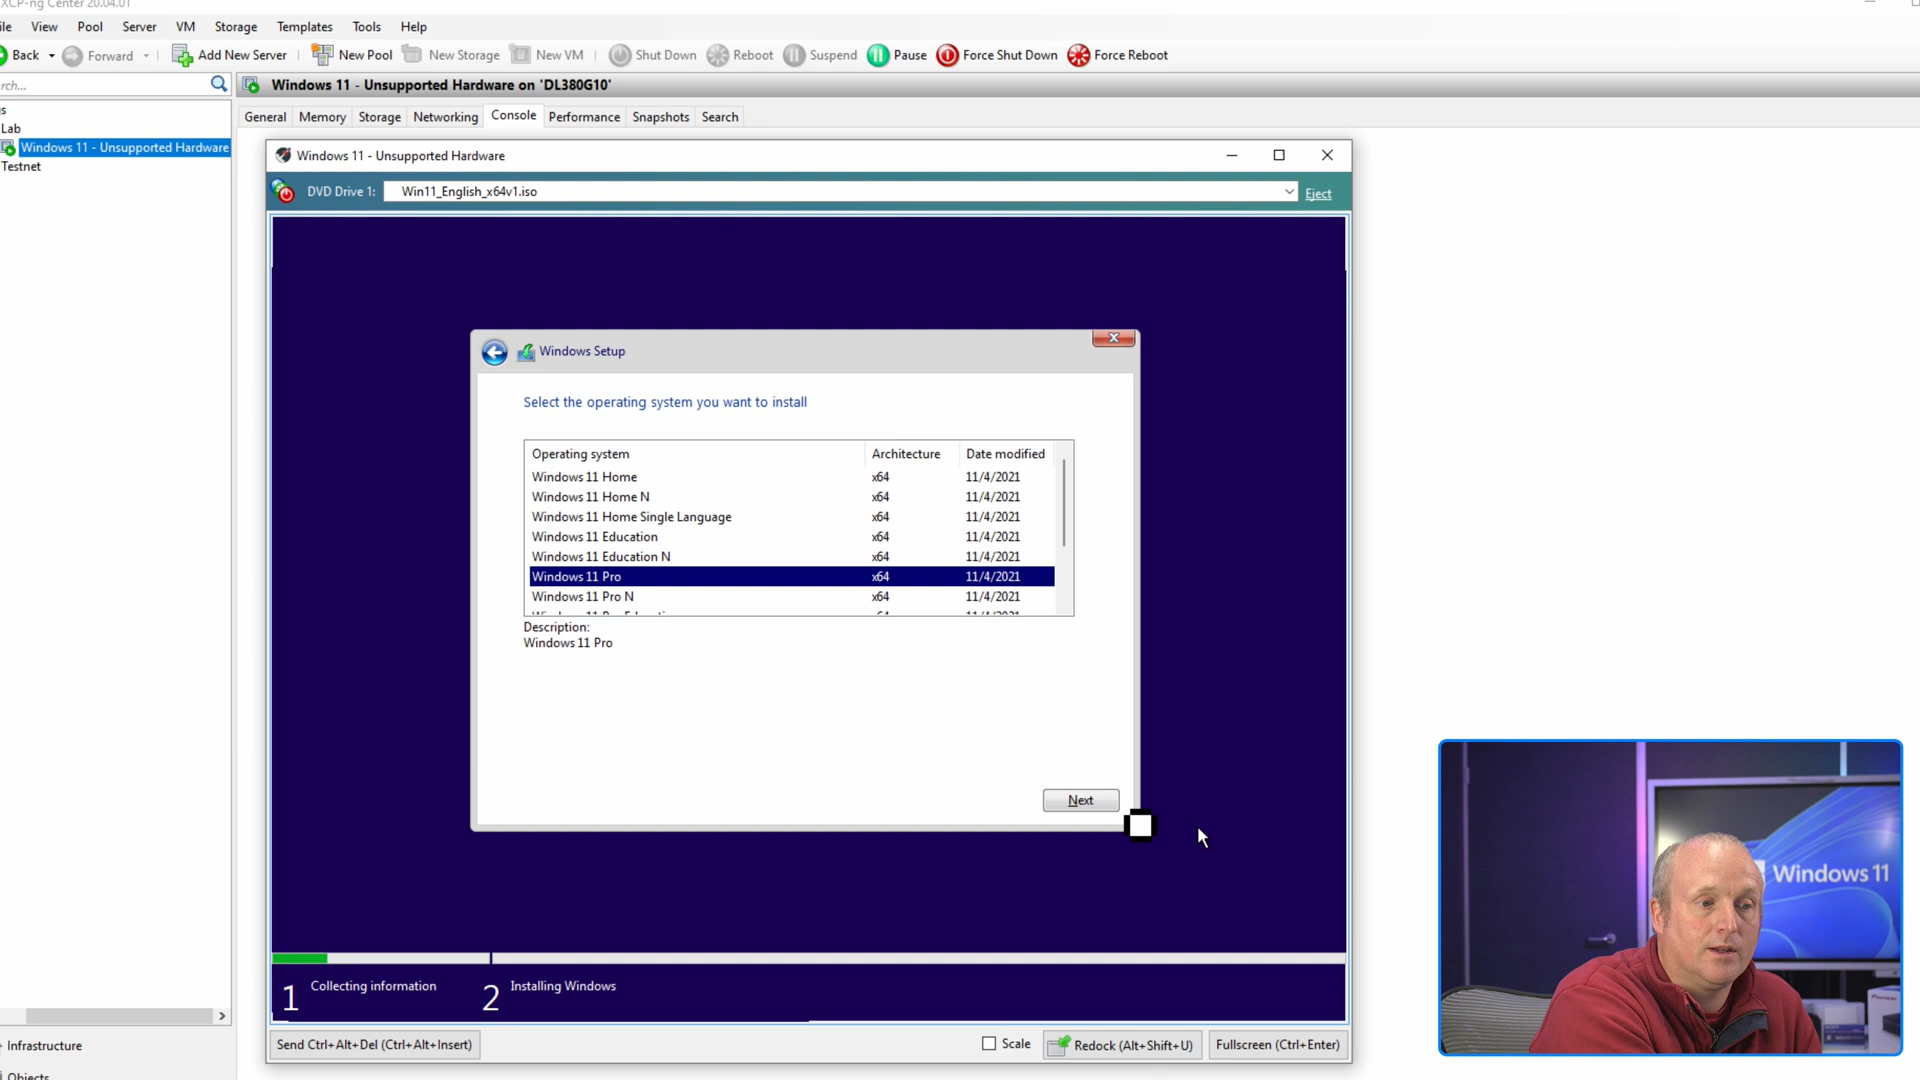 XCP-ng Center 20.04.01
ile View Pool Server VM Storage Templates Tools Help
Back Forward Add New Server New Pool New Storage New VM Shut Down Reboot Suspend Pause Force Shut Down Force Reboot
rch...
Windows 11 - Unsupported Hardware on 'DL380G10'
gs
Lab
Windows 11 - Unsupported Hardware
Testnet
General Memory Storage Networking Console Performance Snapshots Search
Windows 11 - Unsupported Hardware
DVD Drive 1: Win11_English_x64v1.iso Eject
Windows Setup
Select the operating system you want to install
Operating system Architecture Date modified
Windows 11 Home x64 11/4/2021
Windows 11 Home N x64 11/4/2021
Windows 11 Home Single Language x64 11/4/2021
Windows 11 Education x64 11/4/2021
Windows 11 Education N x64 11/4/2021
Windows 11 Pro x64 11/4/2021
Windows 11 Pro N x64 11/4/2021
Description:
Windows 11 Pro
Next
1 Collecting information 2 Installing Windows
Send Ctrl+Alt+Del (Ctrl+Alt+Insert) Scale Redock (Alt+Shift+U) Fullscreen (Ctrl+Enter)
Infrastructure
Objects
Windows 11
Pioneer